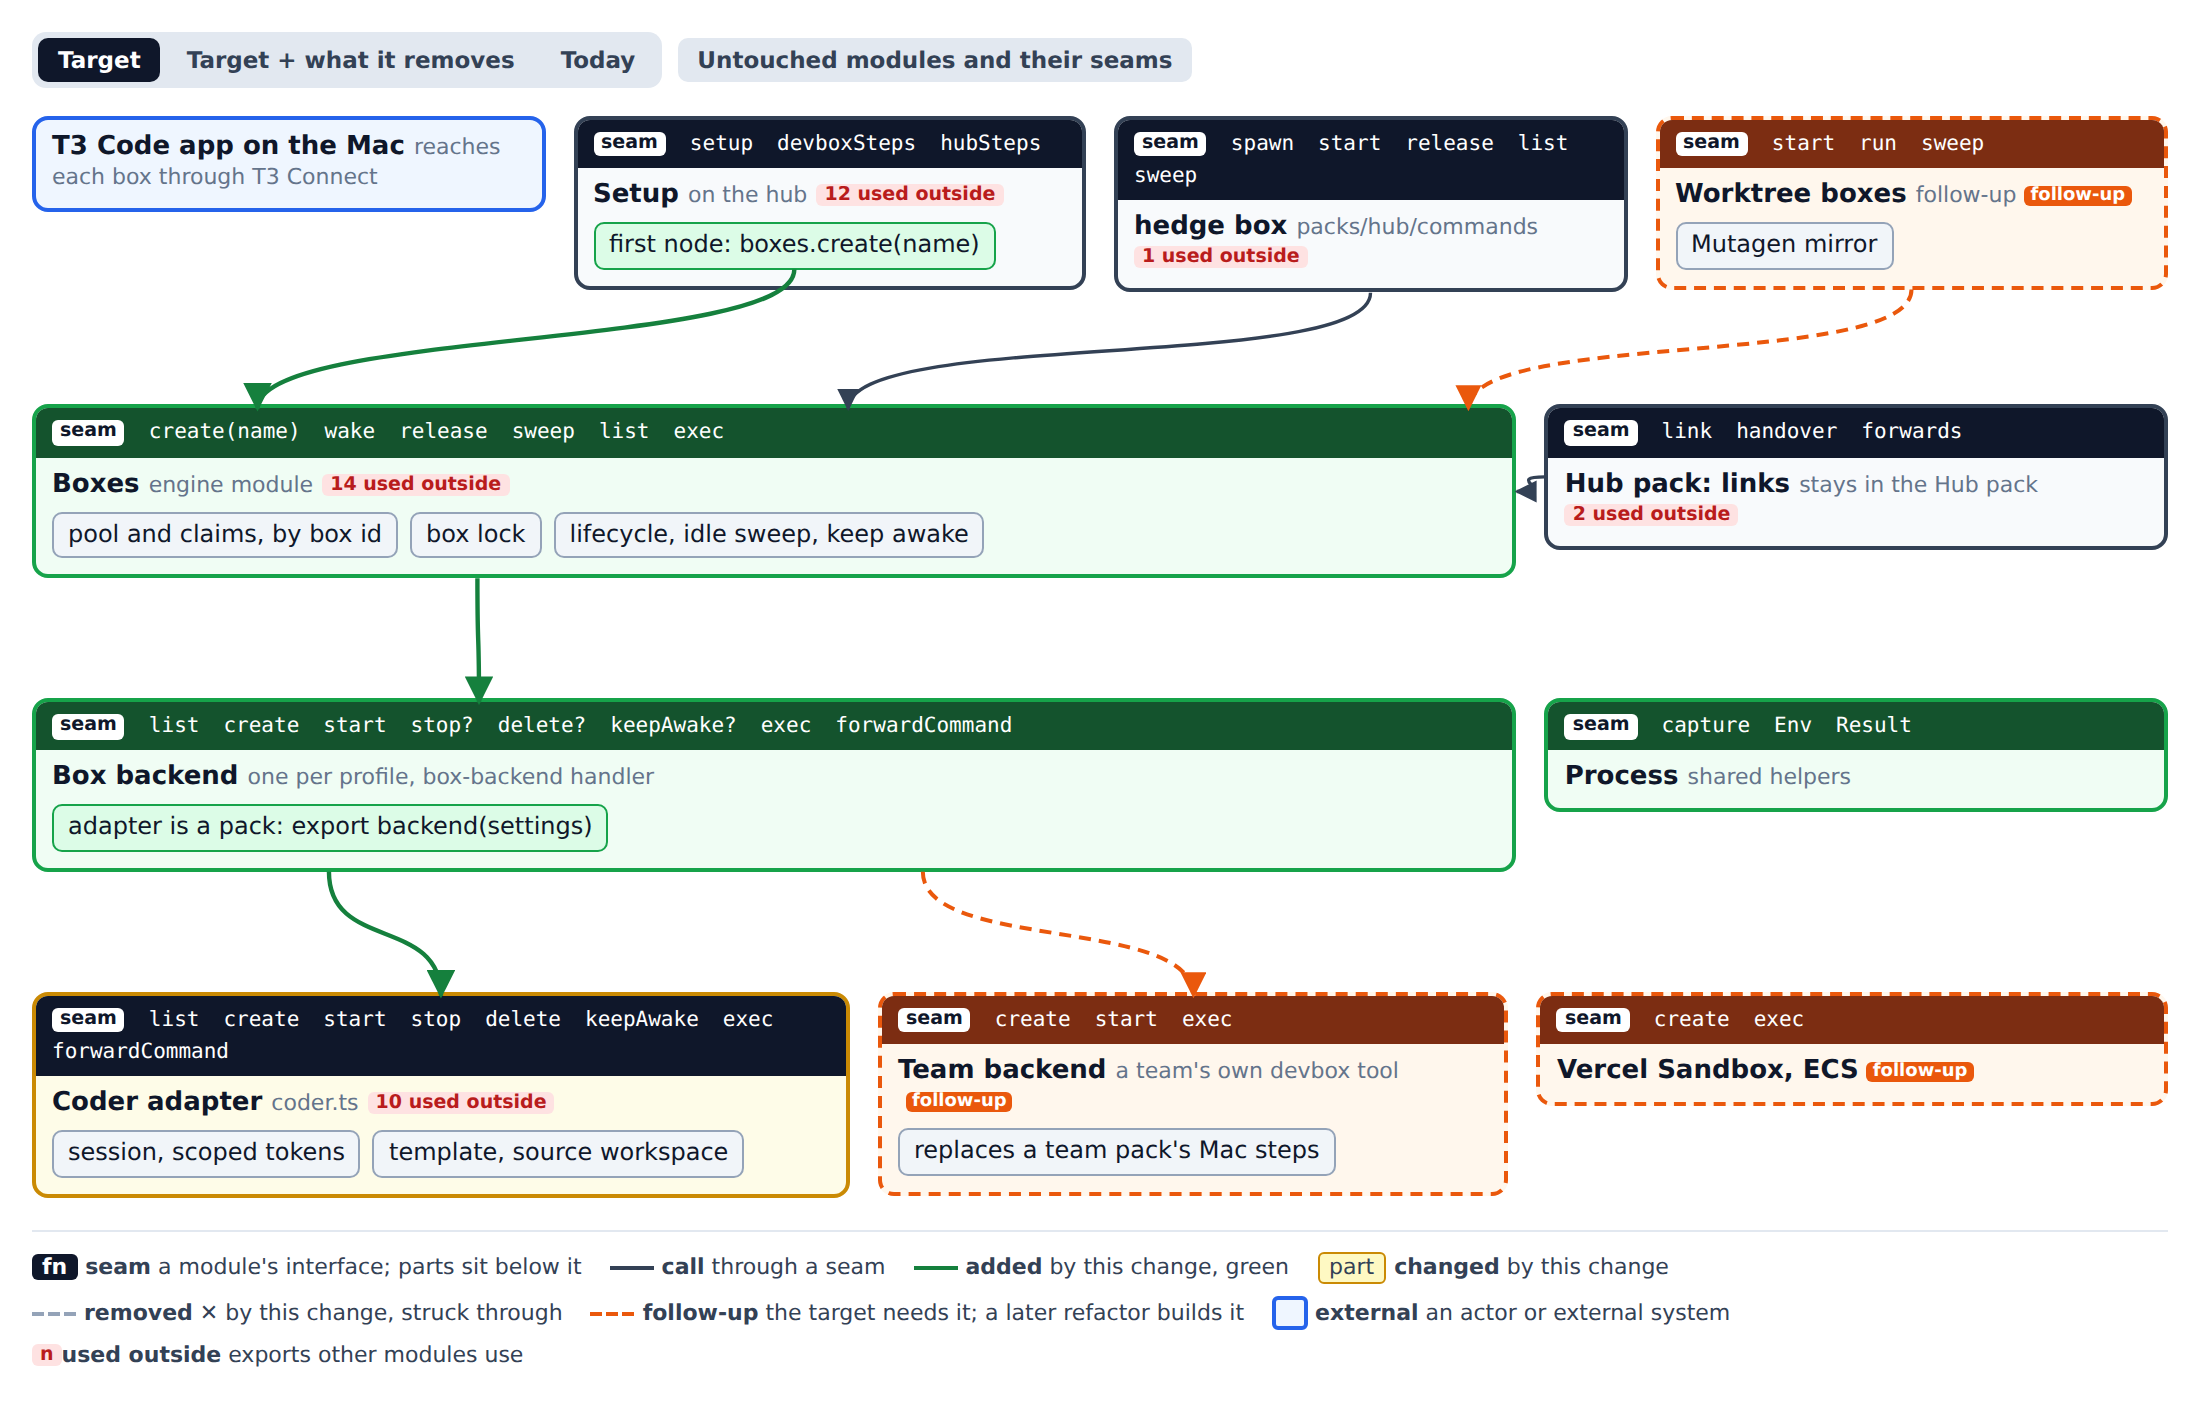 Target Target + what it removes Today Untouched modules and their seams
T3 Code app on the Mac reaches
each box through T3 Connect
seam setup devboxSteps hubSteps
Setup on the hub 12 used outside
first node: boxes.create(name)
seam spawn start release list
sweep
hedge box packs/hub/commands
1 used outside
seam start run sweep
Worktree boxes follow-up follow-up
Mutagen mirror
seam create(name) wake release sweep list exec
Boxes engine module 14 used outside
pool and claims, by box id box lock lifecycle, idle sweep, keep awake
seam link handover forwards
Hub pack: links stays in the Hub pack
2 used outside
seam list create start stop? delete? keepAwake? exec forwardCommand
Box backend one per profile, box-backend handler
adapter is a pack: export backend(settings)
seam capture Env Result
Process shared helpers
seam list create start stop delete keepAwake exec
forwardCommand
Coder adapter coder.ts 10 used outside
session, scoped tokens template, source workspace
seam create start exec
Team backend a team's own devbox tool
follow-up
replaces a team pack's Mac steps
seam create exec
Vercel Sandbox, ECS follow-up
fn seam a module's interface; parts sit below it call through a seam added by this change, green part changed by this change
removed ✕ by this change, struck through follow-up the target needs it; a later refactor builds it external an actor or external system
n used outside exports other modules use